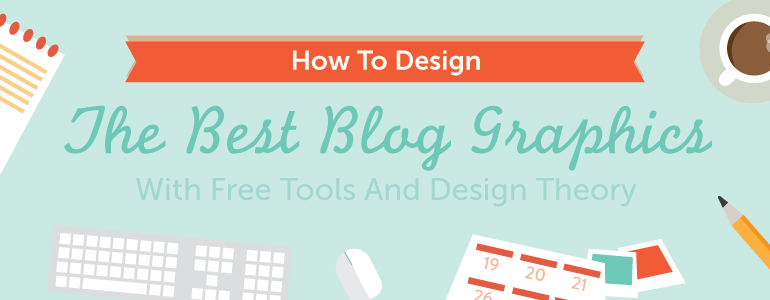 How To Design
The Best Blog Graphics
With Free Tools And Design Theory
19 20 21
26